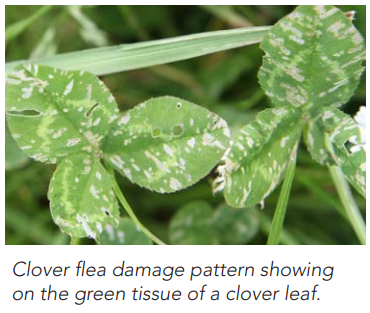 Clover flea damage pattern showing
on the green tissue of a clover leaf.